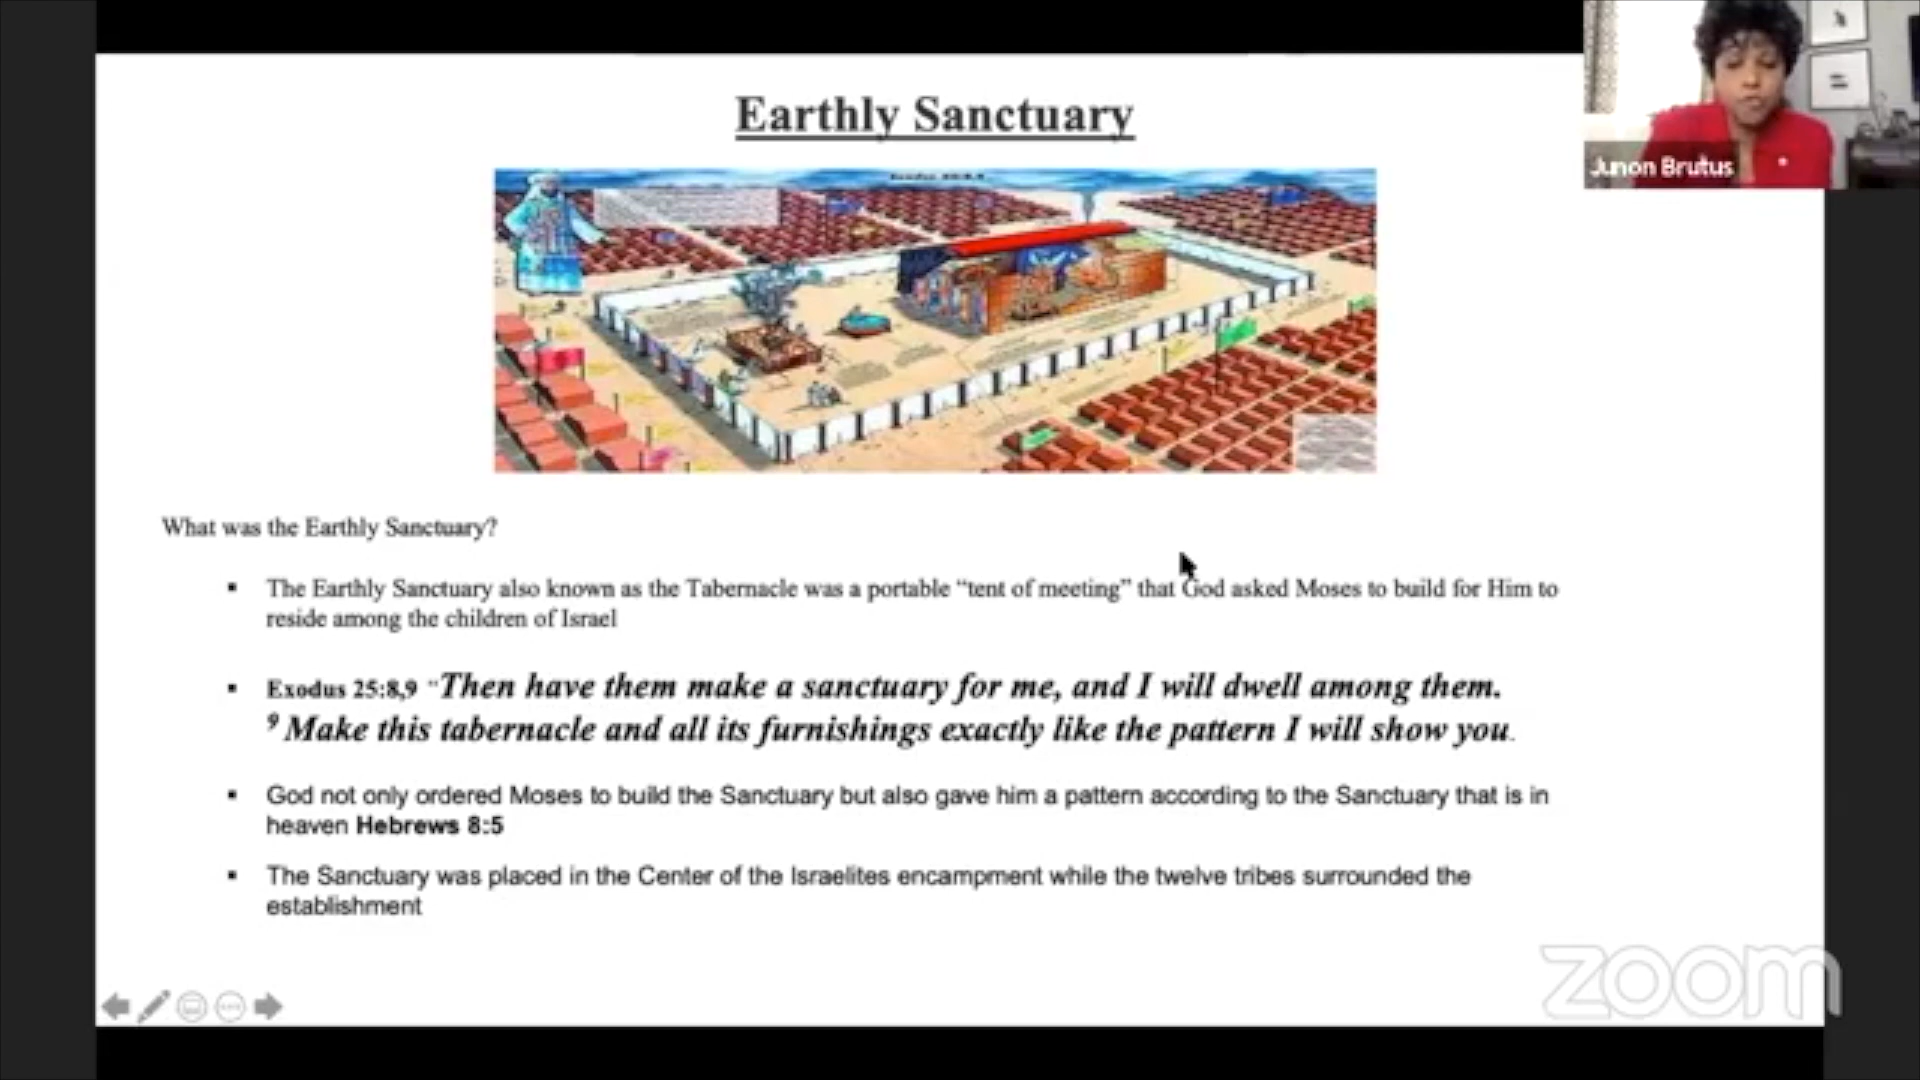 Earthly Sanctuary
Junon Brutus
What was the Earthly Sanctuary?
▪ The Earthly Sanctuary also known as the Tabernacle was a portable “tent of meeting” that God asked Moses to build for Him to
reside among the children of Israel
▪ Exodus 25:8,9 "Then have them make a sanctuary for me, and I will dwell among them.
⁹ Make this tabernacle and all its furnishings exactly like the pattern I will show you.
▪ God not only ordered Moses to build the Sanctuary but also gave him a pattern according to the Sanctuary that is in
heaven Hebrews 8:5
▪ The Sanctuary was placed in the Center of the Israelites encampment while the twelve tribes surrounded the
establishment
zoom